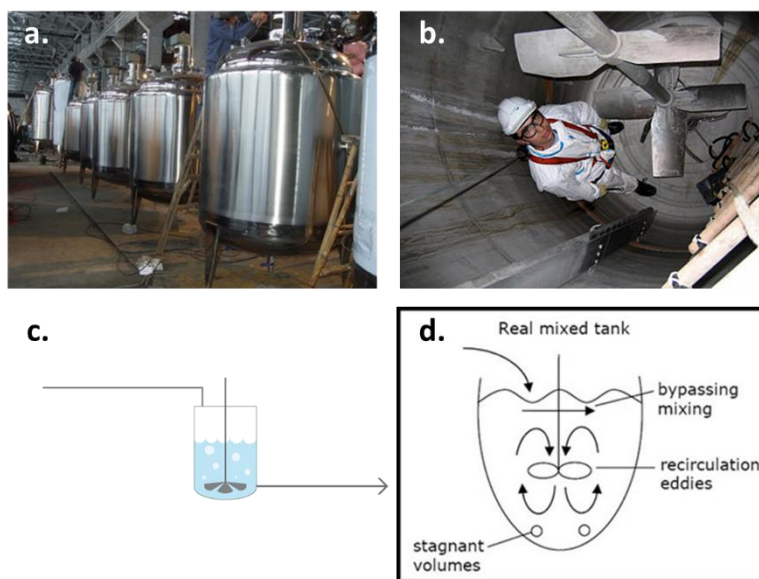 a.
b.
c.
d.
Real mixed tank
bypassing
mixing
recirculation
eddies
stagnant
volumes